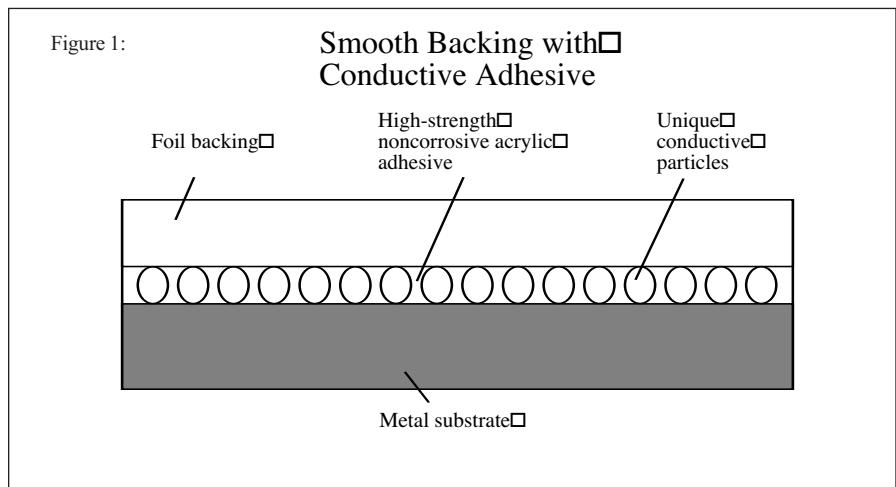 Figure 1:
Smooth Backing with□
Conductive Adhesive
Foil backing□
High-strength□
noncorrosive acrylic□
adhesive
Unique□
conductive□
particles
Metal substrate□